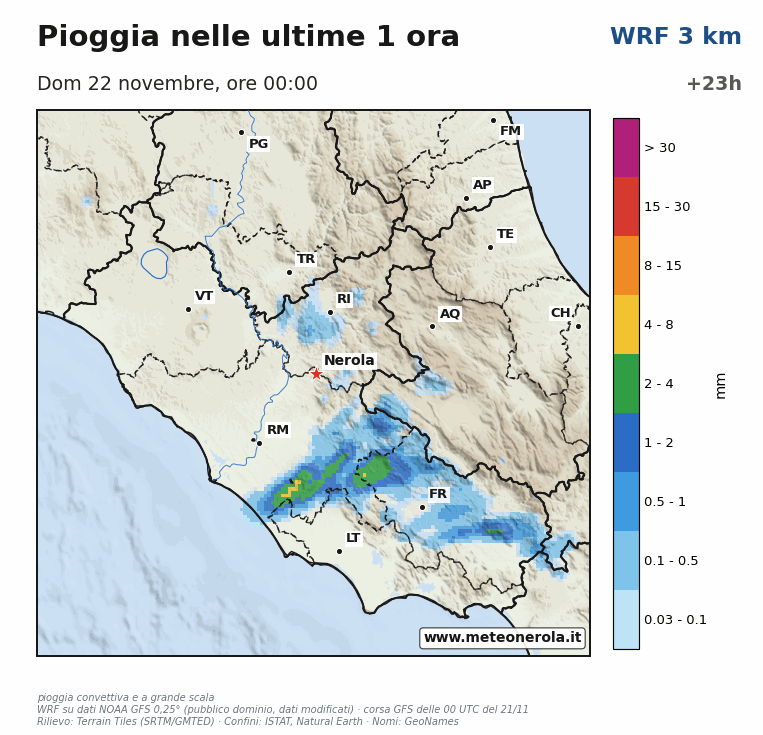 Pioggia nelle ultime 1 ora
WRF 3 km
Dom 22 novembre, ore 00:00
+23h
FM
PG
AP
TE
TR
RI
VT
AQ
CH
Nerola
RM
FR
LT
www.meteonerola.it
> 30
15 - 30
8 - 15
4 - 8
2 - 4
1 - 2
0.5 - 1
0.1 - 0.5
0.03 - 0.1
mm
pioggia convettiva e a grande scala
WRF su dati NOAA GFS 0,25° (pubblico dominio, dati modificati) · corsa GFS delle 00 UTC del 21/11
Rilievo: Terrain Tiles (SRTM/GMTED) · Confini: ISTAT, Natural Earth · Nomi: GeoNames